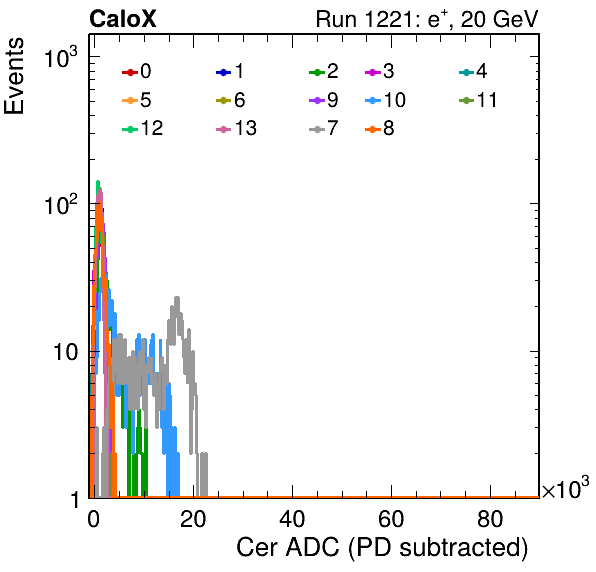 CaloX Run 1221: e⁺, 20 GeV
Events
10³
0 1 2 3 4
5 6 9 10 11
12 13 7 8
10²
10
1
0 20 40 60 80 ×10³
Cer ADC (PD subtracted)